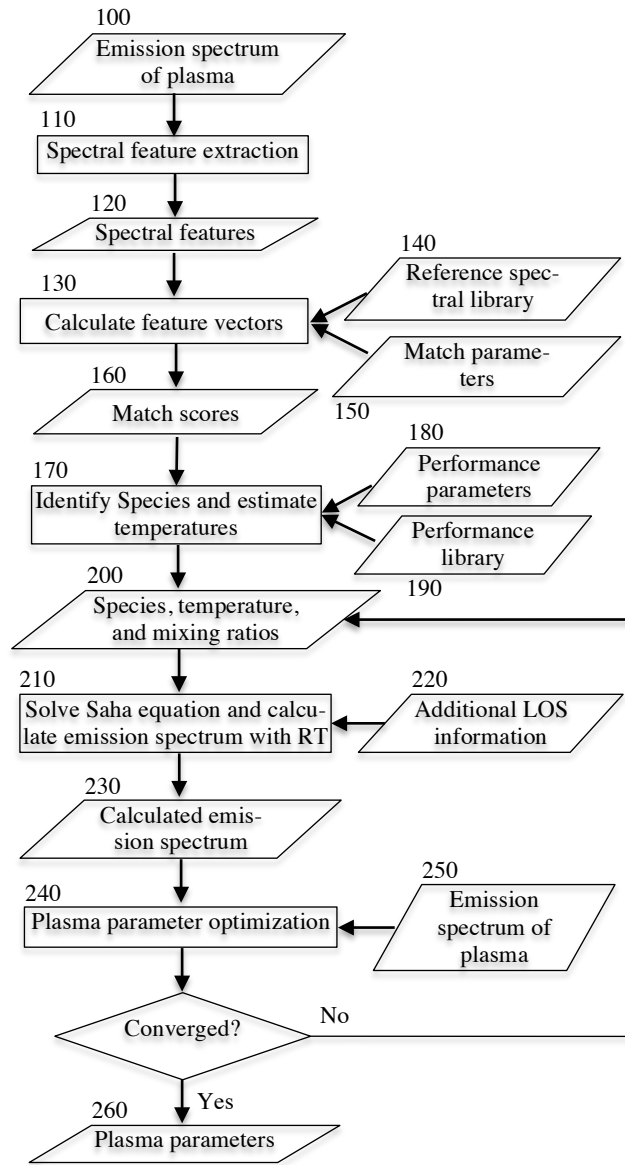 100
Emission spectrum
of plasma
110
Spectral feature extraction
120
Spectral features
140
Reference spec-
tral library
130
Calculate feature vectors
Match parame-
ters
150
160
Match scores
180
Performance
parameters
170
Identify Species and estimate
temperatures
Performance
library
190
200
Species, temperature,
and mixing ratios
210
Solve Saha equation and calcu-
late emission spectrum with RT
220
Additional LOS
information
230
Calculated emis-
sion spectrum
240
Plasma parameter optimization
250
Emission
spectrum of
plasma
Converged?
No
Yes
260
Plasma parameters